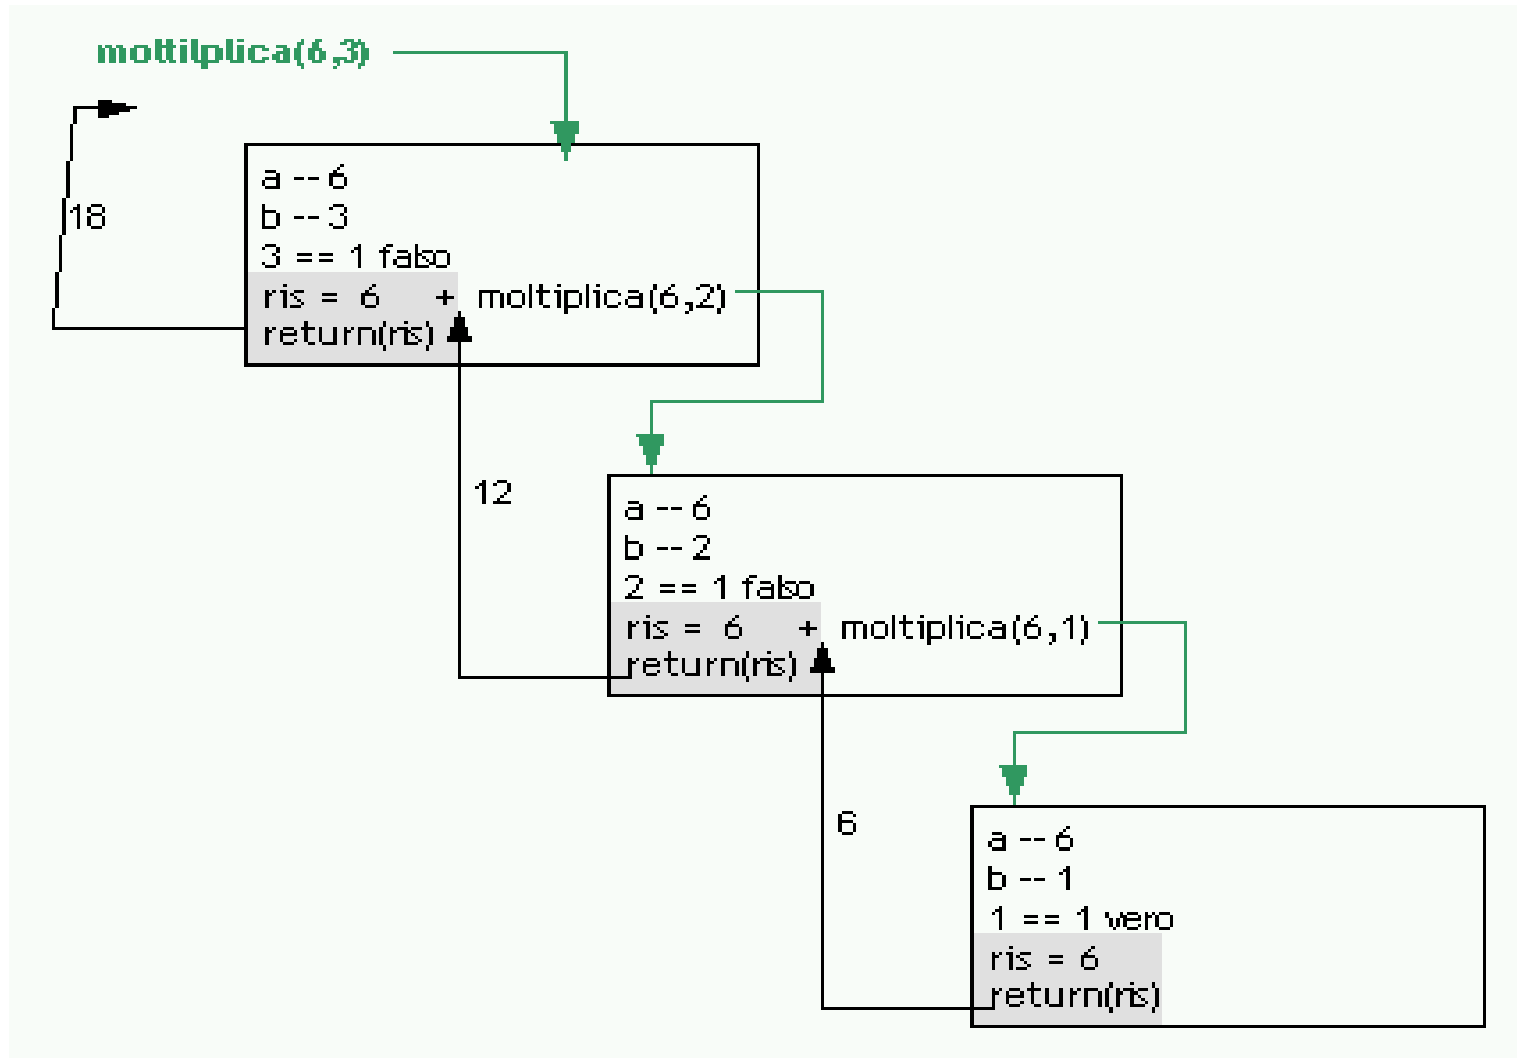 mottilplica(6,3)
18
a -- 6
b -- 3
3 == 1 falso
ris = 6 + moltiplica(6,2)
return(ris)
12
a -- 6
b -- 2
2 == 1 falso
ris = 6 + moltiplica(6,1)
return(ris)
6
a -- 6
b -- 1
1 == 1 vero
ris = 6
return(ris)